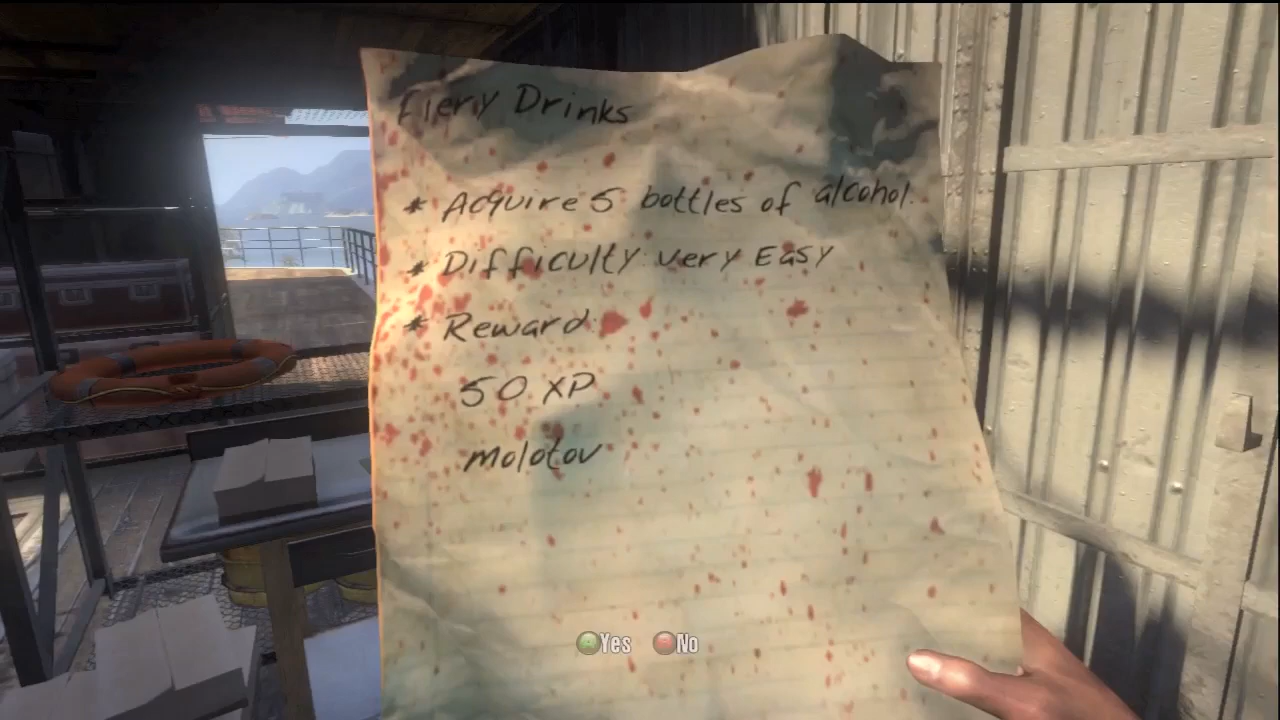 Fiery Drinks
* Acquire 5 bottles of alcohol.
* Difficulty very Easy
* Reward
50 XP
molotov
Yes No